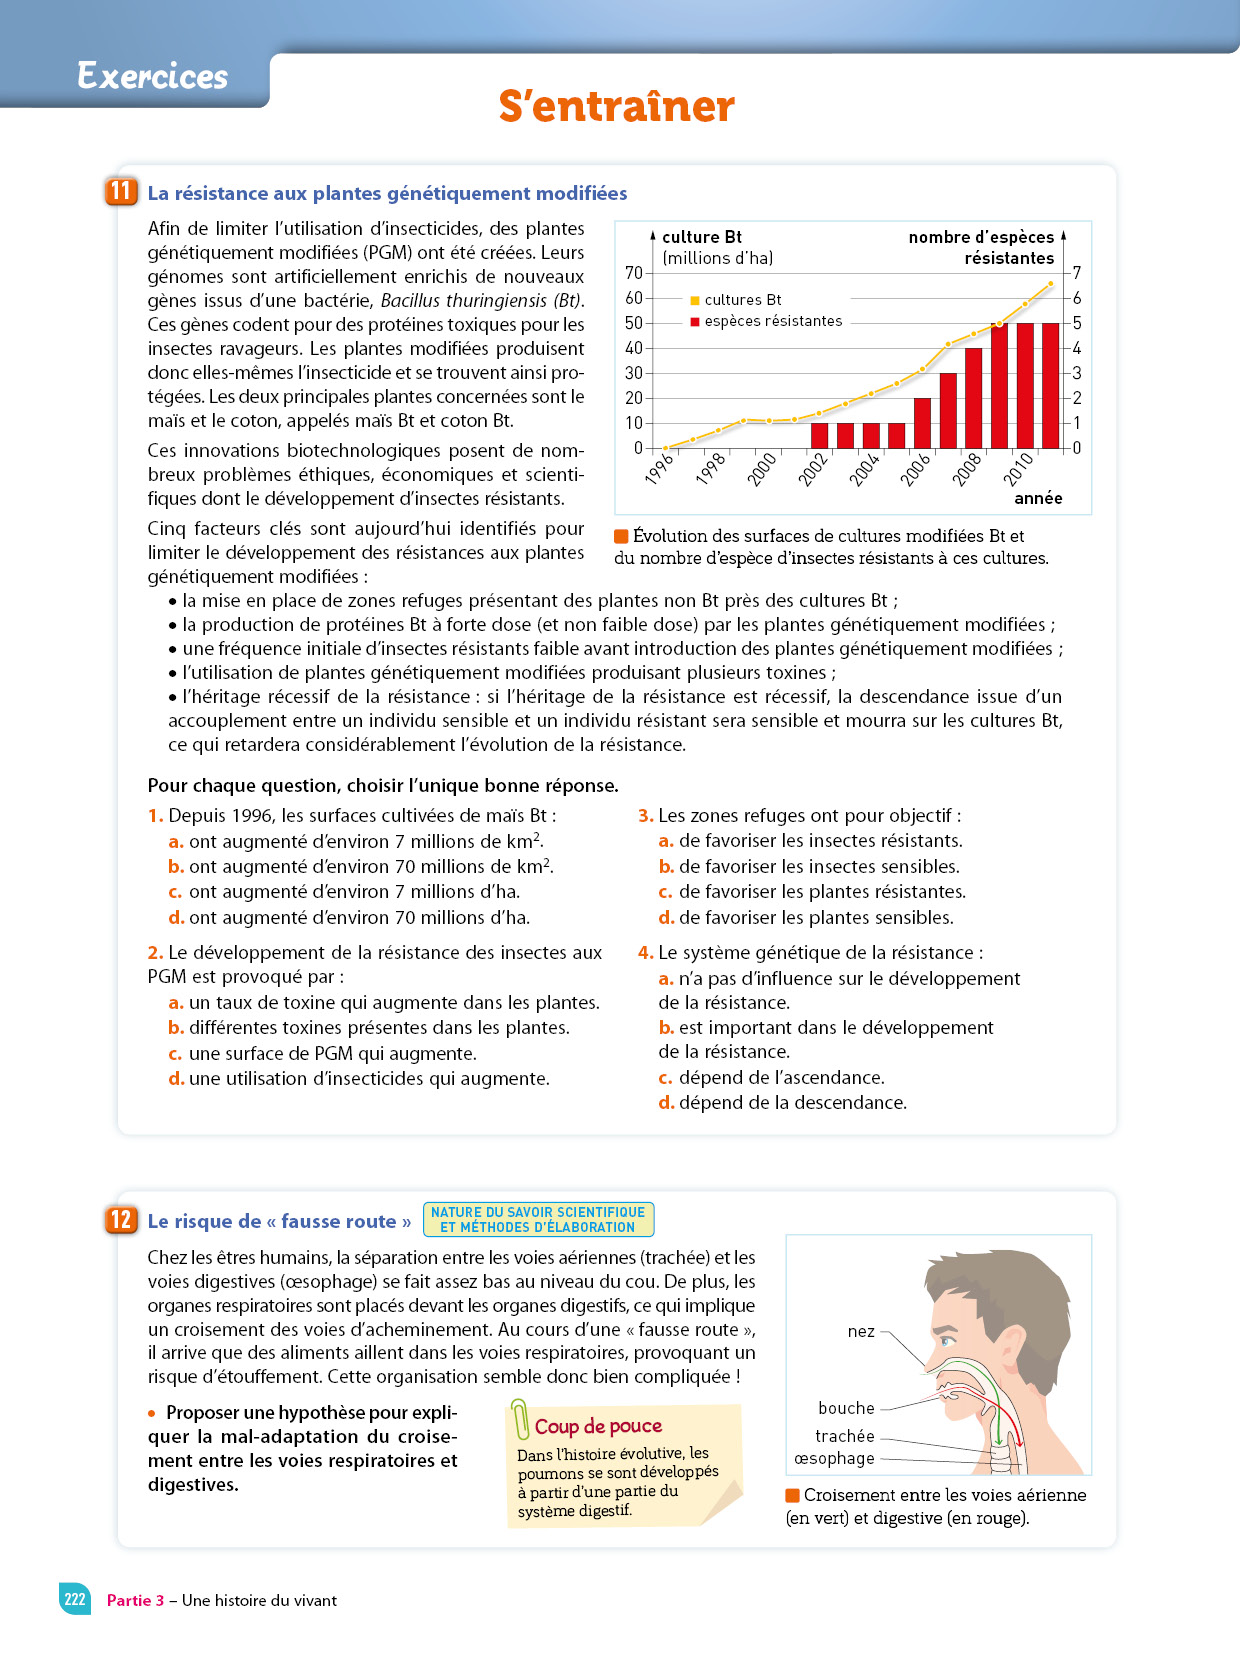 Exercices
S'entraîner
11 La résistance aux plantes génétiquement modifiées
Afin de limiter l'utilisation d'insecticides, des plantes
génétiquement modifiées (PGM) ont été créées. Leurs
génomes sont artificiellement enrichis de nouveaux
gènes issus d'une bactérie, Bacillus thuringiensis (Bt).
Ces gènes codent pour des protéines toxiques pour les
insectes ravageurs. Les plantes modifiées produisent
donc elles-mêmes l'insecticide et se trouvent ainsi pro-
tégées. Les deux principales plantes concernées sont le
maïs et le coton, appelés maïs Bt et coton Bt.
Ces innovations biotechnologiques posent de nom-
breux problèmes éthiques, économiques et scienti-
fiques dont le développement d'insectes résistants.
Cinq facteurs clés sont aujourd'hui identifiés pour
limiter le développement des résistances aux plantes
génétiquement modifiées :
culture Bt
(millions d'ha)
nombre d'espèces
résistantes
70
60
50
40
30
20
10
0
cultures Bt
espèces résistantes
7
6
5
4
3
2
1
0
1996
1998
2000
2002
2004
2006
2008
2010
année
Évolution des surfaces de cultures modifiées Bt et
du nombre d'espèce d'insectes résistants à ces cultures.
• la mise en place de zones refuges présentant des plantes non Bt près des cultures Bt ;
• la production de protéines Bt à forte dose (et non faible dose) par les plantes génétiquement modifiées ;
• une fréquence initiale d'insectes résistants faible avant introduction des plantes génétiquement modifiées ;
• l'utilisation de plantes génétiquement modifiées produisant plusieurs toxines ;
• l'héritage récessif de la résistance : si l'héritage de la résistance est récessif, la descendance issue d'un
accouplement entre un individu sensible et un individu résistant sera sensible et mourra sur les cultures Bt,
ce qui retardera considérablement l'évolution de la résistance.
Pour chaque question, choisir l'unique bonne réponse.
1. Depuis 1996, les surfaces cultivées de maïs Bt :
a. ont augmenté d'environ 7 millions de km².
b. ont augmenté d'environ 70 millions de km².
c. ont augmenté d'environ 7 millions d'ha.
d. ont augmenté d'environ 70 millions d'ha.
2. Le développement de la résistance des insectes aux
PGM est provoqué par :
a. un taux de toxine qui augmente dans les plantes.
b. différentes toxines présentes dans les plantes.
c. une surface de PGM qui augmente.
d. une utilisation d'insecticides qui augmente.
3. Les zones refuges ont pour objectif :
a. de favoriser les insectes résistants.
b. de favoriser les insectes sensibles.
c. de favoriser les plantes résistantes.
d. de favoriser les plantes sensibles.
4. Le système génétique de la résistance :
a. n'a pas d'influence sur le développement
de la résistance.
b. est important dans le développement
de la résistance.
c. dépend de l'ascendance.
d. dépend de la descendance.
12 Le risque de « fausse route »
NATURE DU SAVOIR SCIENTIFIQUE
ET MÉTHODES D'ÉLABORATION
Chez les êtres humains, la séparation entre les voies aériennes (trachée) et les
voies digestives (œsophage) se fait assez bas au niveau du cou. De plus, les
organes respiratoires sont placés devant les organes digestifs, ce qui implique
un croisement des voies d'acheminement. Au cours d'une « fausse route »,
il arrive que des aliments aillent dans les voies respiratoires, provoquant un
risque d'étouffement. Cette organisation semble donc bien compliquée !
• Proposer une hypothèse pour expli-
quer la mal-adaptation du croise-
ment entre les voies respiratoires et
digestives.
Coup de pouce
Dans l'histoire évolutive, les
poumons se sont développés
à partir d'une partie du
système digestif.
nez
bouche
trachée
œsophage
Croisement entre les voies aérienne
(en vert) et digestive (en rouge).
222 Partie 3 – Une histoire du vivant